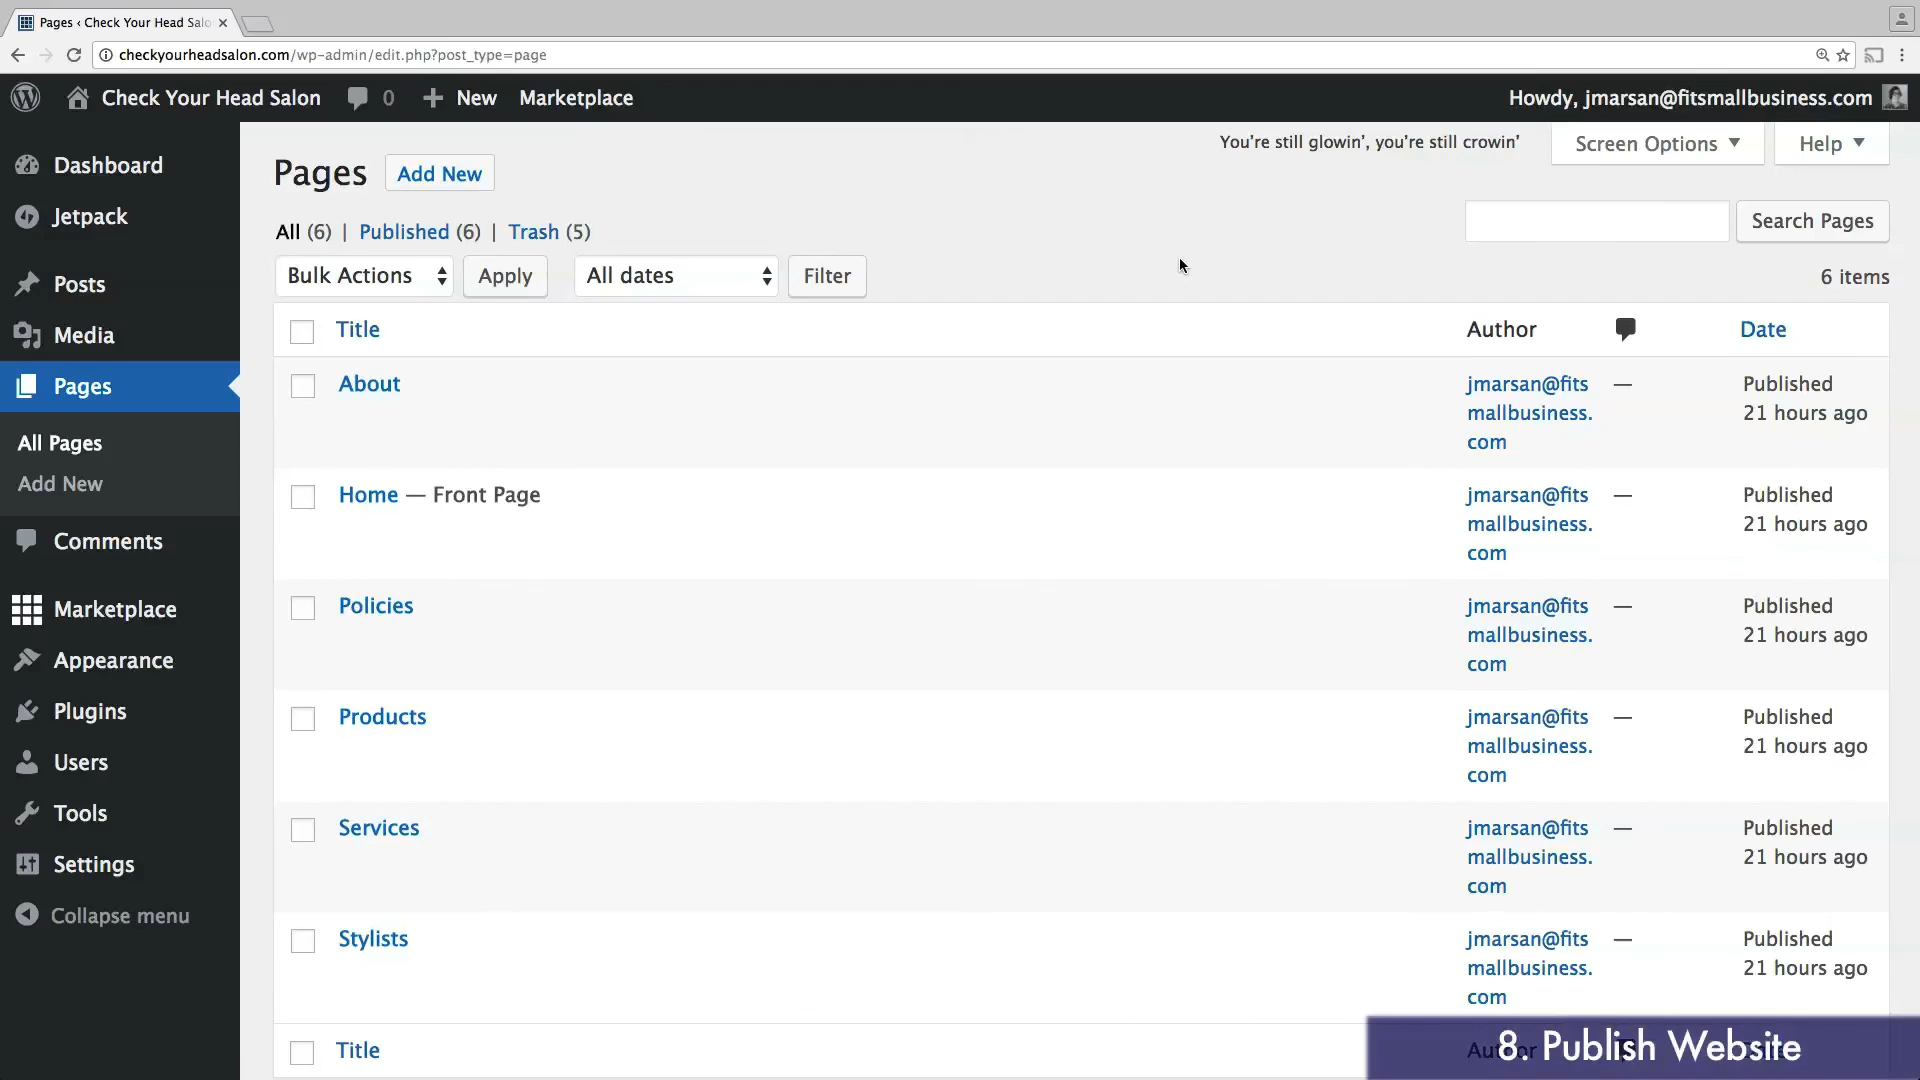 Pages ‹ Check Your Head Salo
checkyourheadsalon.com/wp-admin/edit.php?post_type=page
Check Your Head Salon 0 New Marketplace Howdy, jmarsan@fitsmallbusiness.com
You're still glowin', you're still crowin' Screen Options Help
Dashboard
Jetpack
Posts
Media
Pages
All Pages
Add New
Comments
Marketplace
Appearance
Plugins
Users
Tools
Settings
Collapse menu
Pages Add New
All (6) | Published (6) | Trash (5)
Search Pages
Bulk Actions Apply All dates Filter 6 items
Title Author Date
About jmarsan@fits — Published
mallbusiness. 21 hours ago
com
Home — Front Page jmarsan@fits — Published
mallbusiness. 21 hours ago
com
Policies jmarsan@fits — Published
mallbusiness. 21 hours ago
com
Products jmarsan@fits — Published
mallbusiness. 21 hours ago
com
Services jmarsan@fits — Published
mallbusiness. 21 hours ago
com
Stylists jmarsan@fits — Published
mallbusiness. 21 hours ago
com
Title Author
8. Publish Website